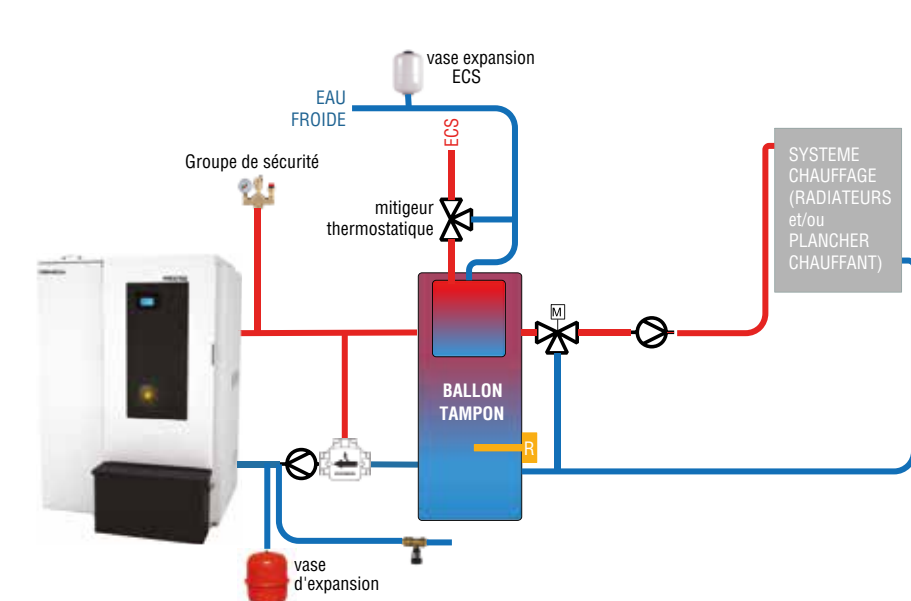 vase expansion
ECS
EAU
FROIDE
ECS
Groupe de sécurité
mitigeur
thermostatique
SYSTEME
CHAUFFAGE
(RADIATEURS
et/ou
PLANCHER
CHAUFFANT)
M
BALLON
TAMPON
R
vase
d'expansion